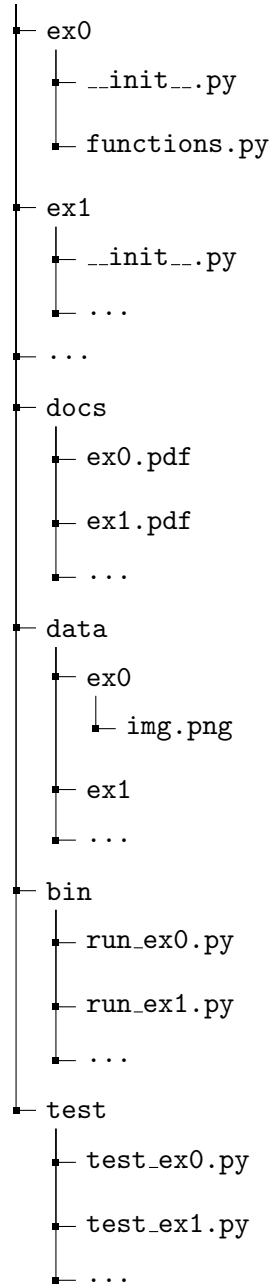 ex0
__init__.py
functions.py
ex1
__init__.py
...
...
docs
ex0.pdf
ex1.pdf
...
data
ex0
img.png
ex1
...
bin
run_ex0.py
run_ex1.py
...
test
test_ex0.py
test_ex1.py
...